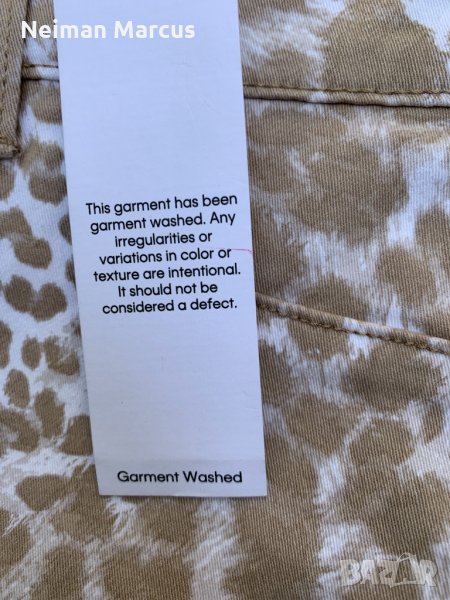 Neiman Marcus
This garment has been
garment washed. Any
irregularities or
variations in color or
texture are intentional.
It should not be
considered a defect.
Garment Washed
BAZAR